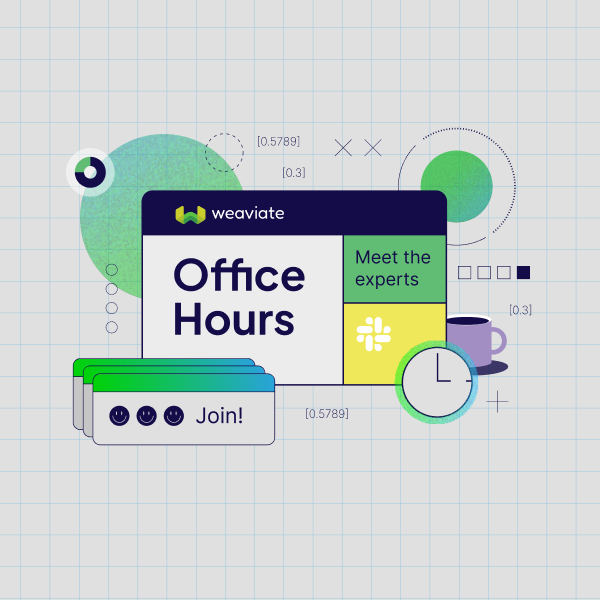 [0.5789]
[0.3]
weaviate
Office
Hours
Meet the
experts
[0.3]
Join!
[0.5789]